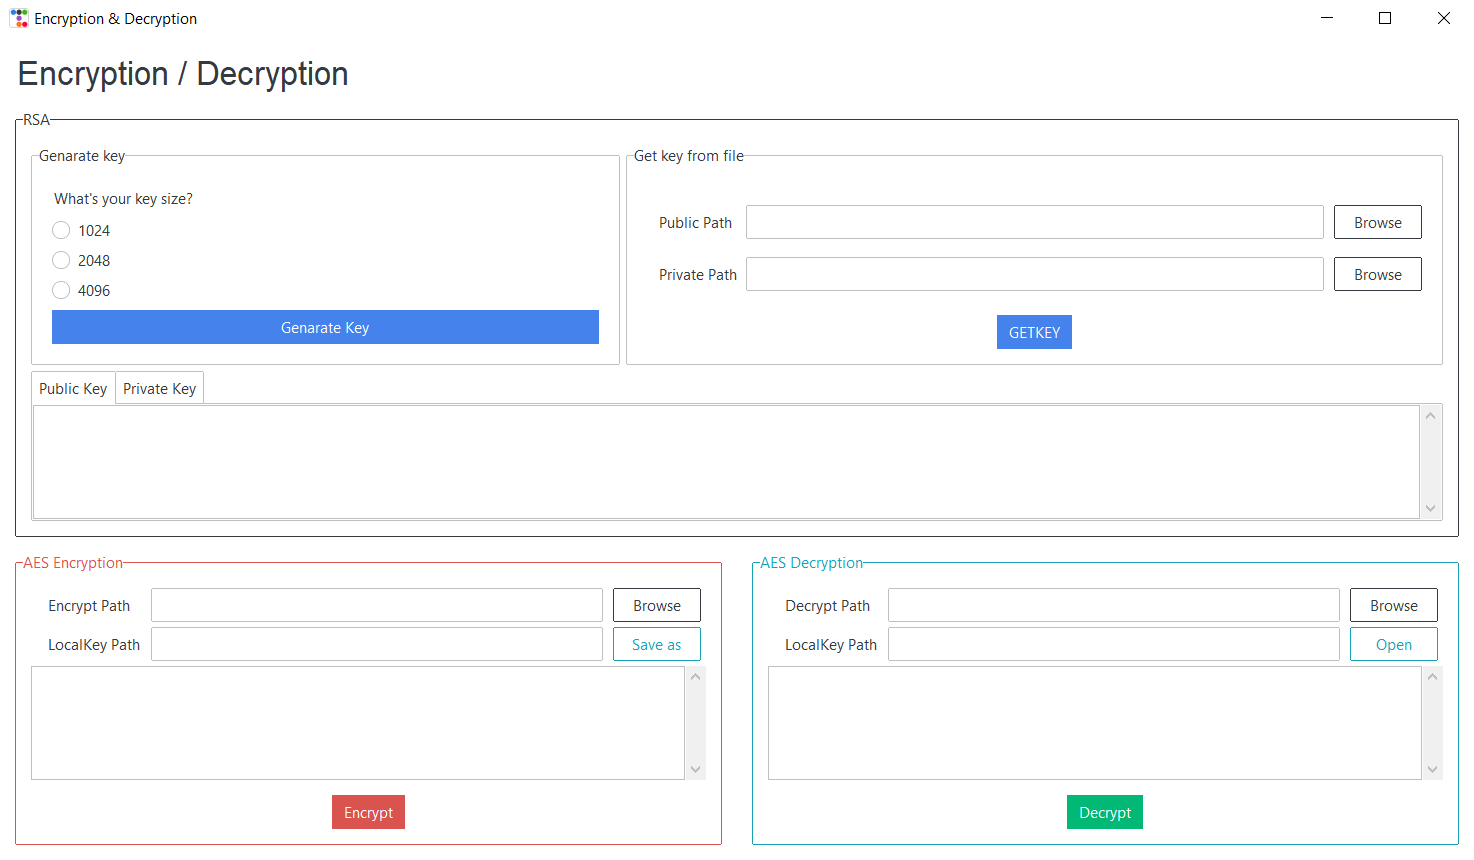 Encryption & Decryption
Encryption / Decryption
RSA
Genarate key
What's your key size?
1024
2048
4096
Genarate Key
Get key from file
Public Path
Browse
Private Path
Browse
GETKEY
Public Key
Private Key
AES Encryption
Encrypt Path
Browse
LocalKey Path
Save as
Encrypt
AES Decryption
Decrypt Path
Browse
LocalKey Path
Open
Decrypt